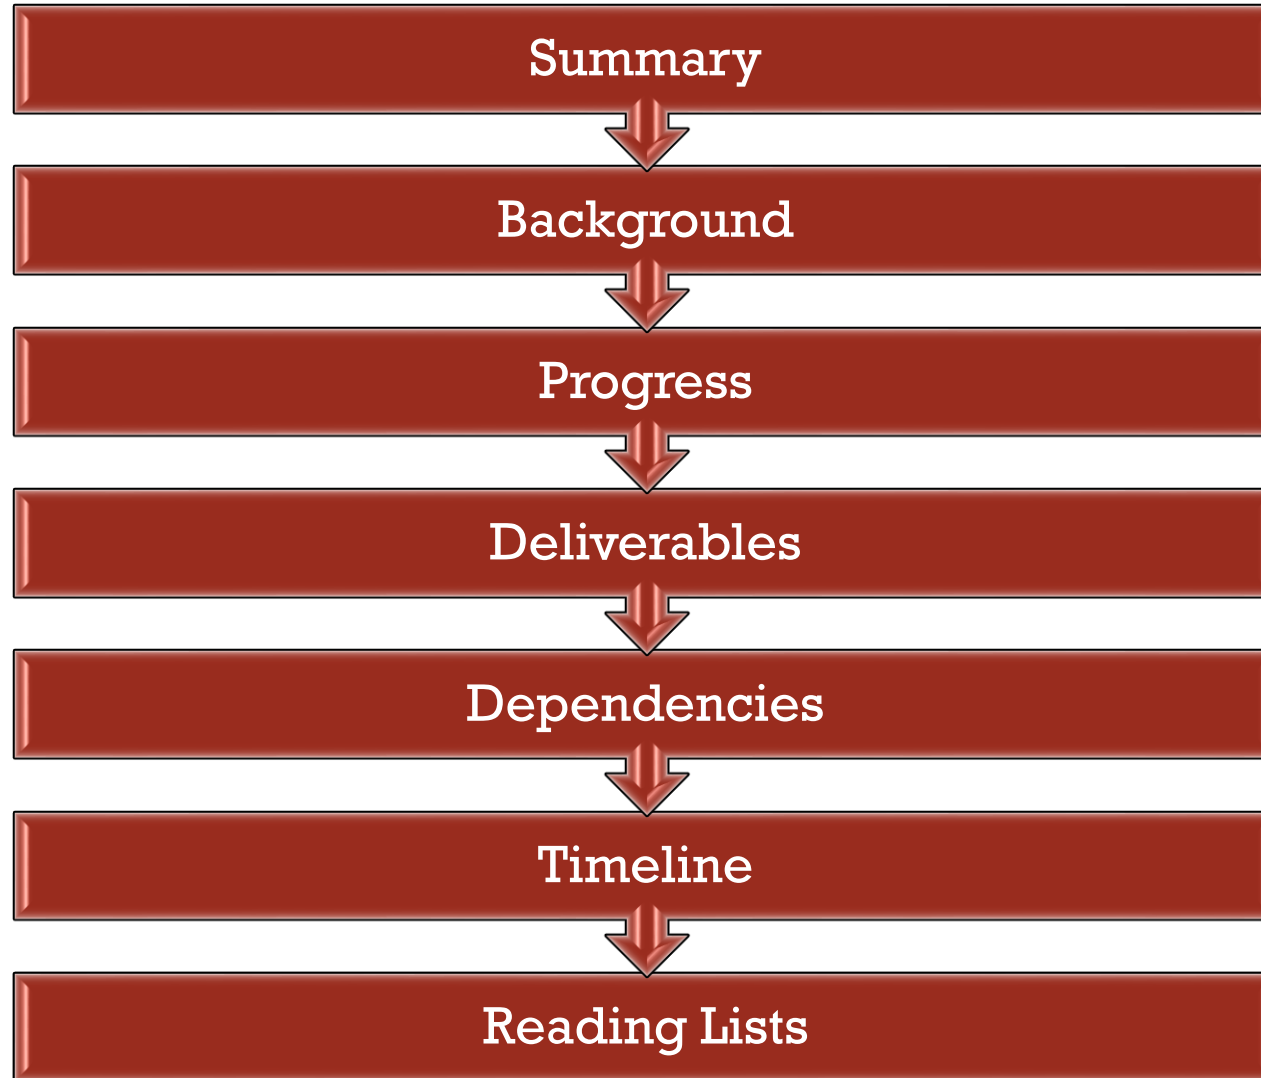 Summary
Background
Progress
Deliverables
Dependencies
Timeline
Reading Lists